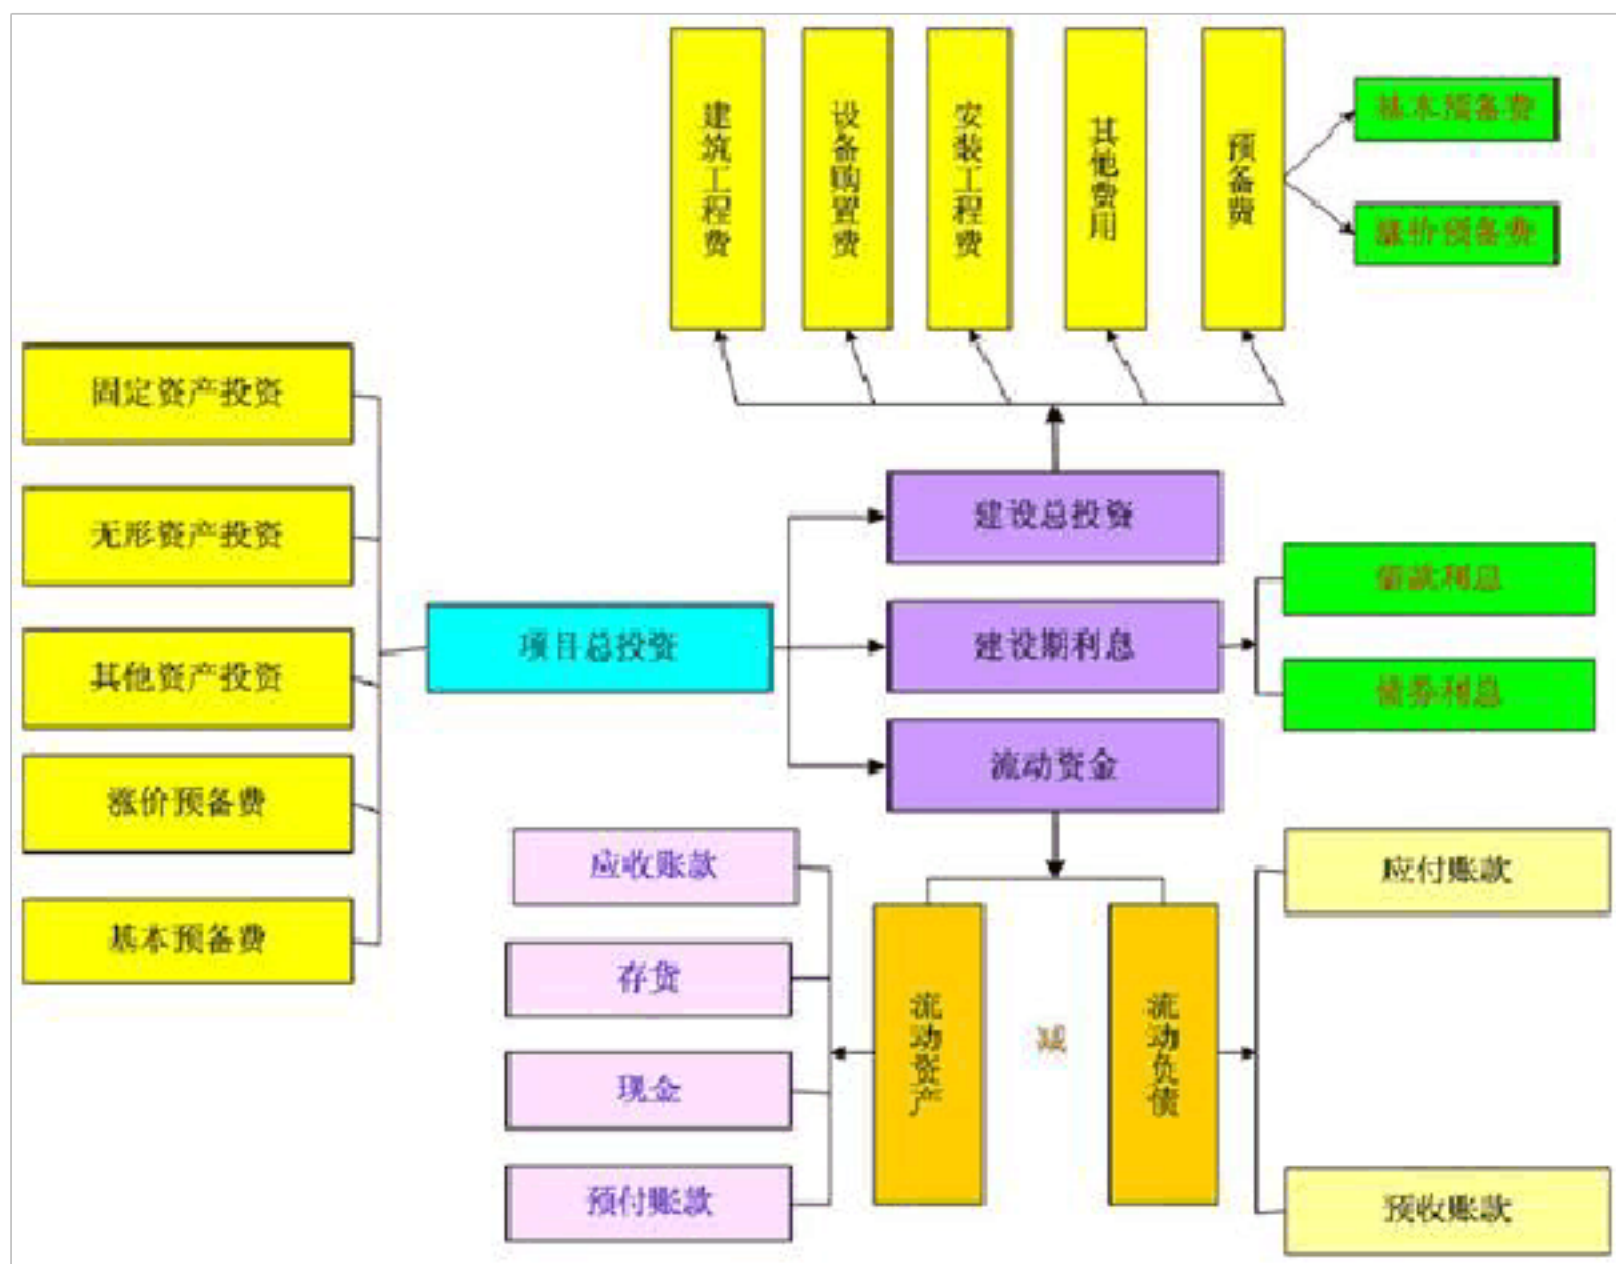 建筑工程费
设备购置费
安装工程费
其他费用
预备费
基本预备费
涨价预备费
固定资产投资
无形资产投资
其他资产投资
涨价预备费
基本预备费
项目总投资
建设总投资
建设期利息
流动资金
借款利息
债券利息
应收账款
存货
现金
预付账款
流动资产
减
流动负债
应付账款
预收账款